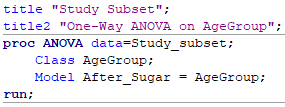 title "Study Subset";
title2 "One-Way ANOVA on AgeGroup";
proc ANOVA data=Study_subset;
Class AgeGroup;
Model After_Sugar = AgeGroup;
run;